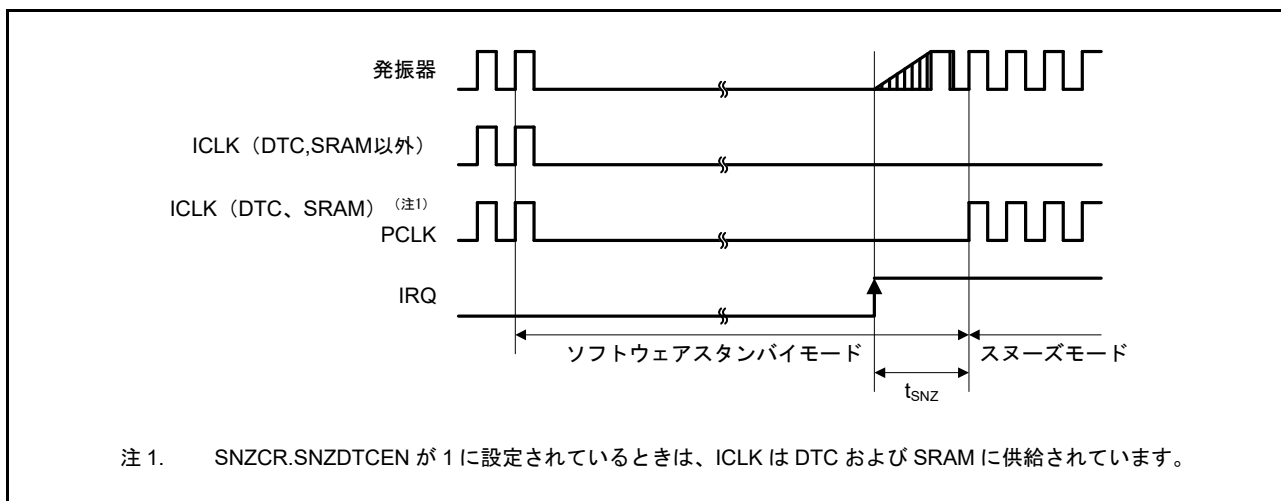 発振器
ICLK（DTC,SRAM以外）
ICLK（DTC、SRAM）（注1）
PCLK
IRQ
ソフトウェアスタンバイモード
スヌーズモード
tSNZ
注 1. SNZCR.SNZDTCEN が 1 に設定されているときは、ICLK は DTC および SRAM に供給されています。